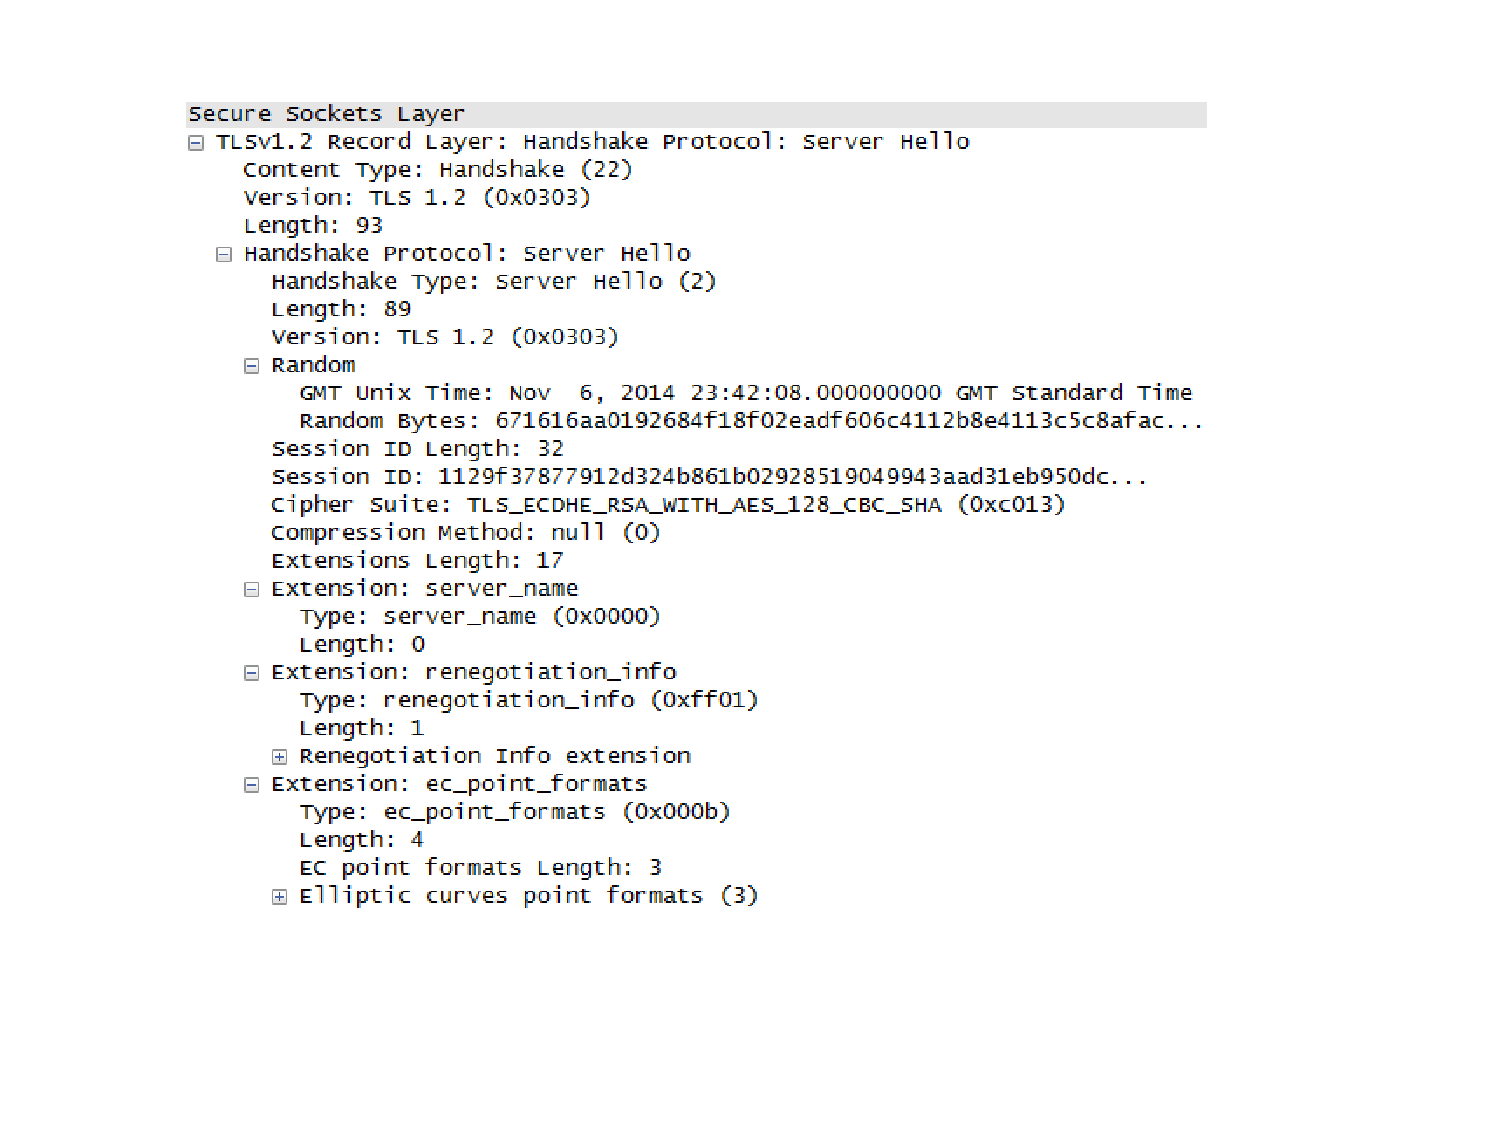 Secure Sockets Layer
TLSv1.2 Record Layer: Handshake Protocol: Server Hello
Content Type: Handshake (22)
Version: TLS 1.2 (0x0303)
Length: 93
Handshake Protocol: Server Hello
Handshake Type: Server Hello (2)
Length: 89
Version: TLS 1.2 (0x0303)
Random
GMT Unix Time: Nov  6, 2014 23:42:08.000000000 GMT Standard Time
Random Bytes: 671616aa0192684f18f02eadf606c4112b8e4113c5c8afac...
Session ID Length: 32
Session ID: 1129f37877912d324b861b02928519049943aad31eb950dc...
Cipher Suite: TLS_ECDHE_RSA_WITH_AES_128_CBC_SHA (0xc013)
Compression Method: null (0)
Extensions Length: 17
Extension: server_name
Type: server_name (0x0000)
Length: 0
Extension: renegotiation_info
Type: renegotiation_info (0xff01)
Length: 1
Renegotiation Info extension
Extension: ec_point_formats
Type: ec_point_formats (0x000b)
Length: 4
EC point formats Length: 3
Elliptic curves point formats (3)